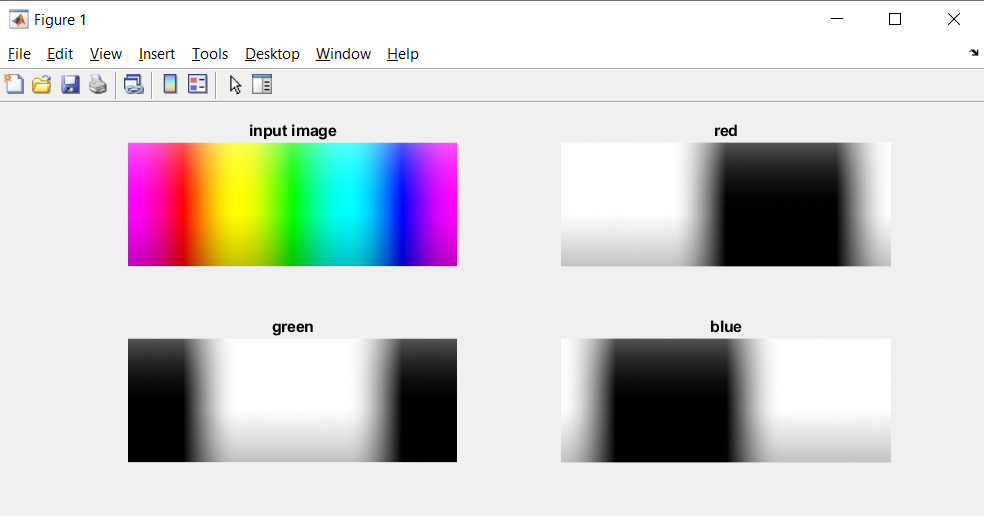 Figure 1
File Edit View Insert Tools Desktop Window Help
input image
red
green
blue